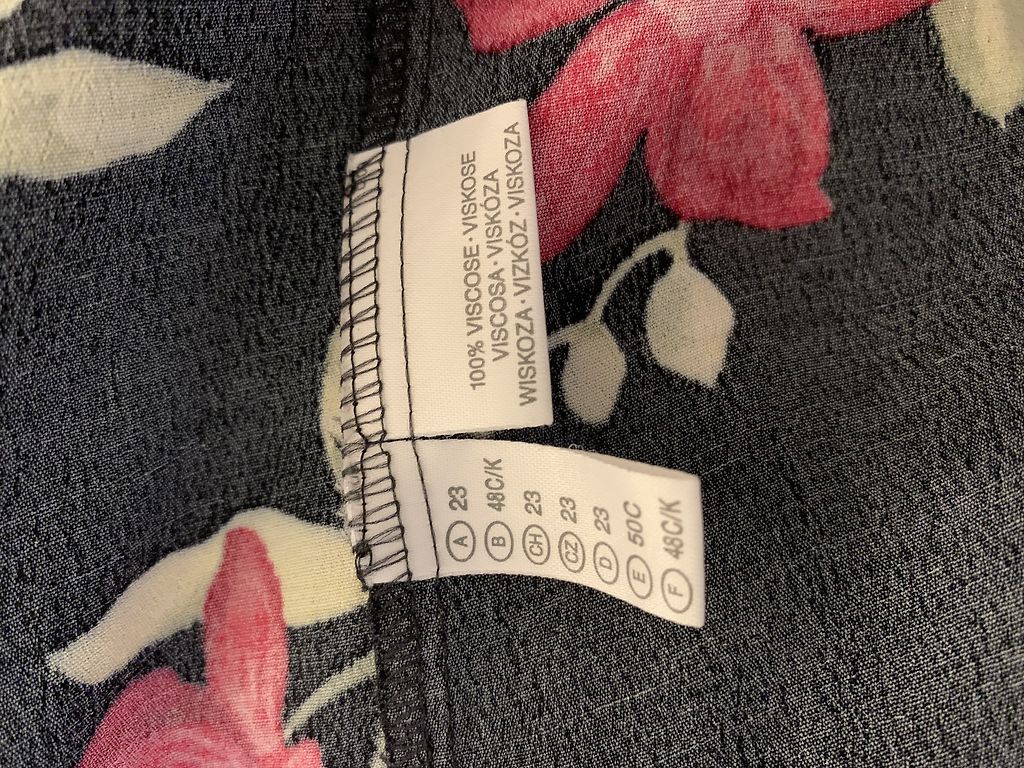 100% VISCOSE · VISKOSE
VISCOSA · VISKÓZA
WISKOZA · VIZKÓZ · VISKOZA
A 23
B 48C/K
CH 23
CZ 23
D 23
E 50C
F 48C/K